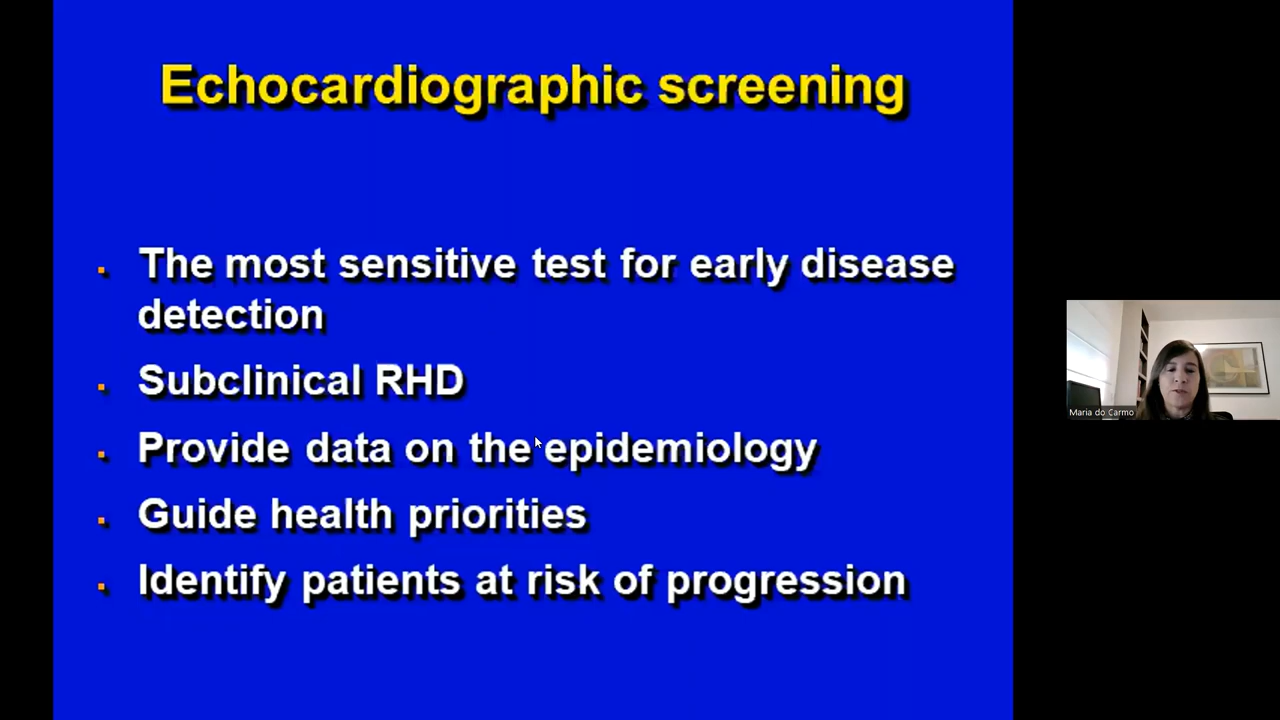 Echocardiographic screening
The most sensitive test for early disease
detection
Subclinical RHD
Provide data on the epidemiology
Guide health priorities
Identify patients at risk of progression
Maria do Carmo